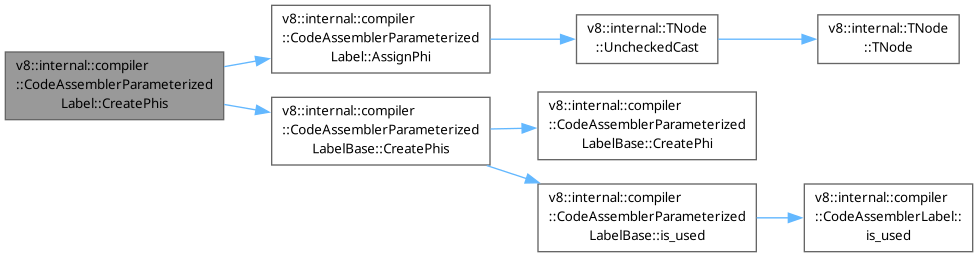 v8::internal::compiler
::CodeAssemblerParameterized
Label::CreatePhis
v8::internal::compiler
::CodeAssemblerParameterized
Label::AssignPhi
v8::internal::TNode
::UncheckedCast
v8::internal::TNode
::TNode
v8::internal::compiler
::CodeAssemblerParameterized
LabelBase::CreatePhis
v8::internal::compiler
::CodeAssemblerParameterized
LabelBase::CreatePhi
v8::internal::compiler
::CodeAssemblerParameterized
LabelBase::is_used
v8::internal::compiler
::CodeAssemblerLabel::
is_used